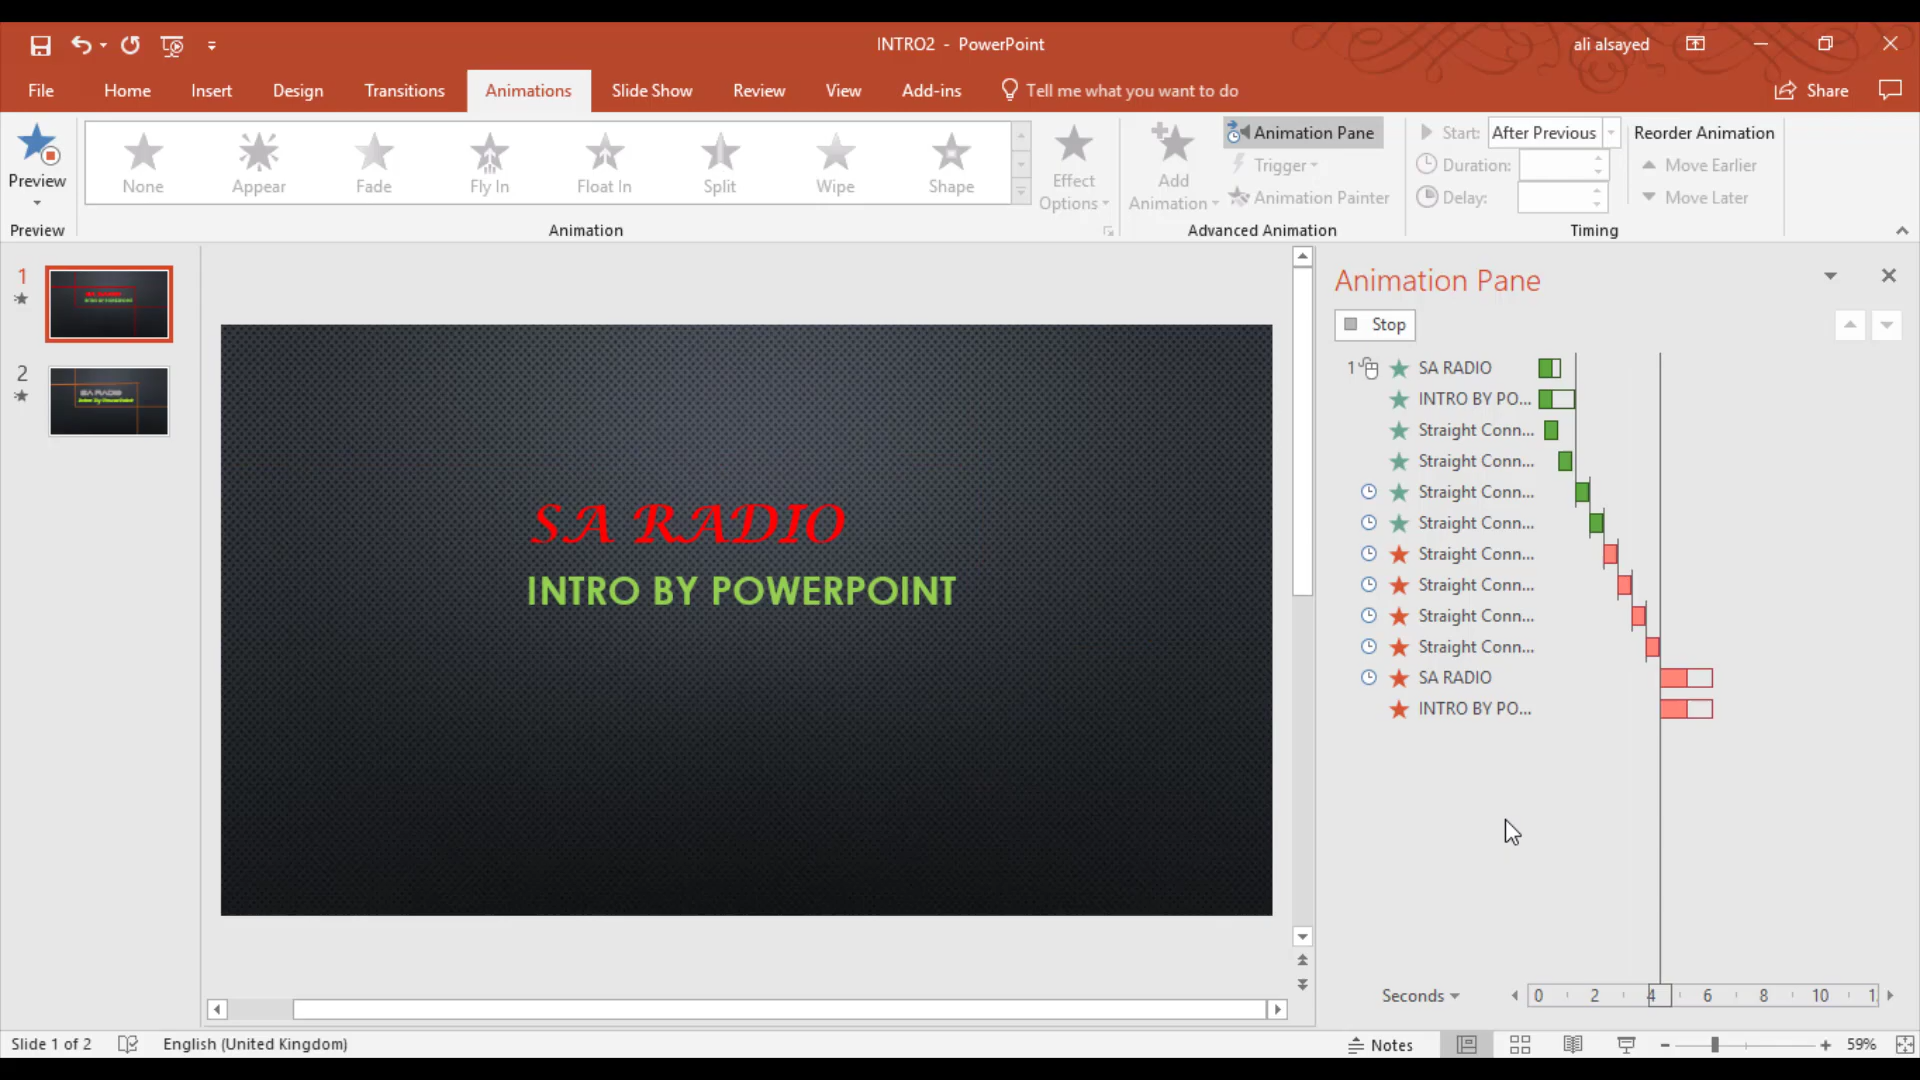 INTRO2 - PowerPoint
ali alsayed
File Home Insert Design Transitions Animations Slide Show Review View Add-ins Tell me what you want to do Share
Preview
Preview
None Appear Fade Fly In Float In Split Wipe Shape
Animation
Effect Options
Add Animation
Animation Pane
Trigger
Animation Painter
Advanced Animation
Start: After Previous
Duration:
Delay:
Timing
Reorder Animation
Move Earlier
Move Later
1
2
SA RADIO
INTRO BY POWERPOINT
Animation Pane
Stop
1 SA RADIO
INTRO BY PO...
Straight Conn...
Straight Conn...
Straight Conn...
Straight Conn...
Straight Conn...
Straight Conn...
Straight Conn...
Straight Conn...
SA RADIO
INTRO BY PO...
Seconds 0 2 4 6 8 10 1
Slide 1 of 2 English (United Kingdom) Notes 59%